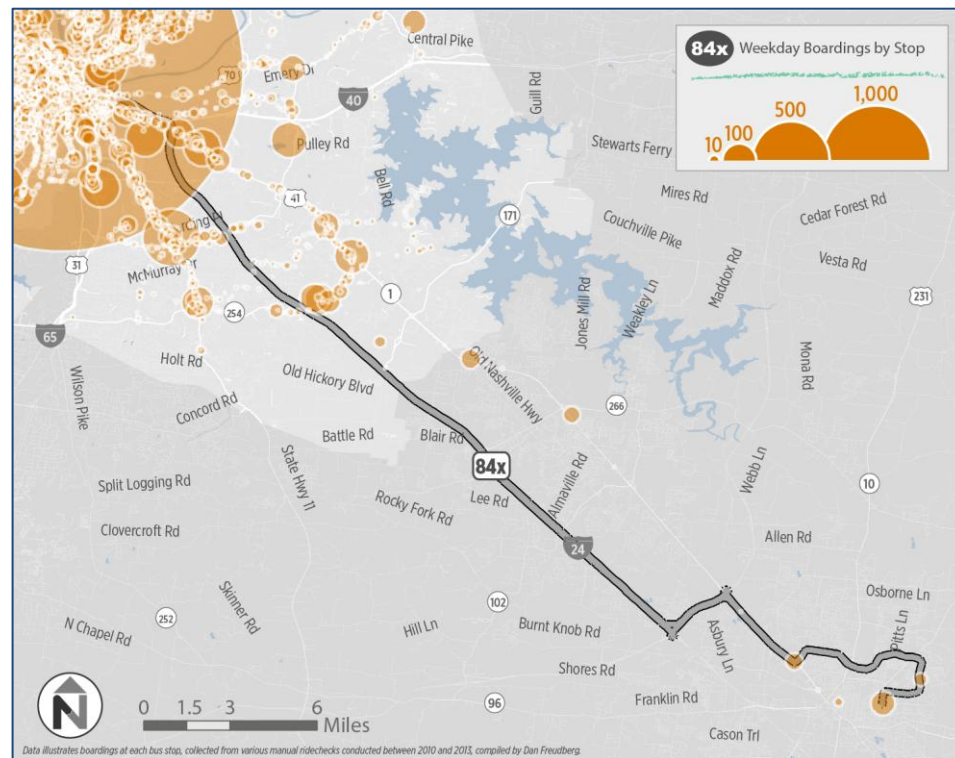 84x Weekday Boardings by Stop
10
100
500
1,000
Central Pike
70
Emery Dr
40
Guill Rd
Pulley Rd
Stewarts Ferry
Bell Rd
Mires Rd
41
Cedar Forest Rd
171
Couchville Pike
McMurray Dr
31
Vesta Rd
Maddox Rd
Jones Mill Rd
Weakley Ln
231
1
254
65
Holt Rd
Old Hickory Blvd
Old Nashville Hwy
Mona Rd
Wilson Pike
Concord Rd
266
Battle Rd
Blair Rd
State Hwy 11
84x
Almaville Rd
Webb Ln
Split Logging Rd
Rocky Fork Rd
Lee Rd
10
Clovercroft Rd
24
Allen Rd
Skinner Rd
Osborne Ln
102
252
N Chapel Rd
Hill Ln
Burnt Knob Rd
Asbury Ln
Pitts Ln
Shores Rd
N
96
Franklin Rd
0 1.5 3 6
Miles
Cason Trl
Data illustrates boardings at each bus stop, collected from various manual ridechecks conducted between 2010 and 2013, compiled by Dan Freudberg.